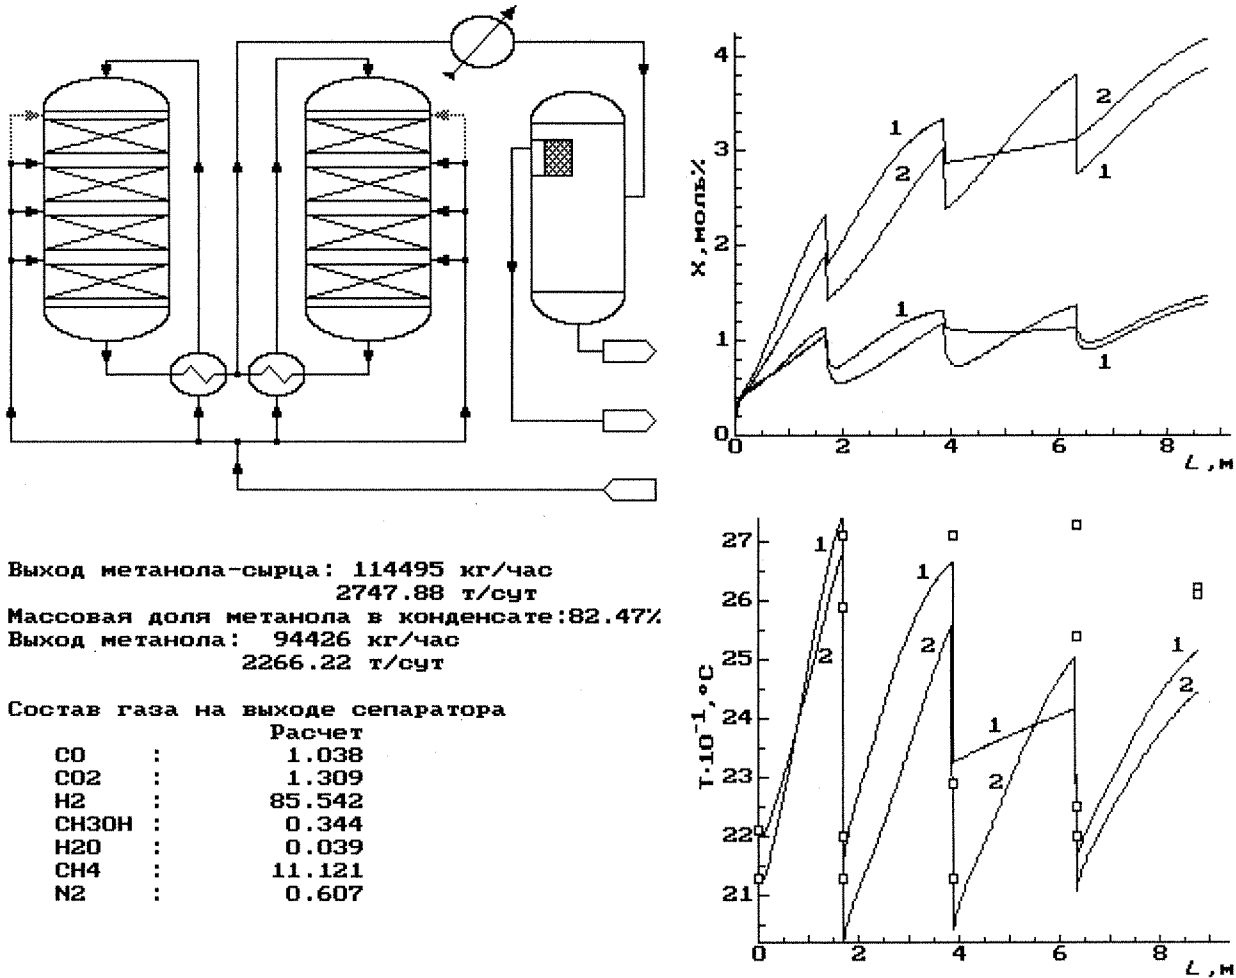 Выход метанола-сырца: 114495 кг/час
2747.88 т/сут
Массовая доля метанола в конденсате:82.47%
Выход метанола: 94426 кг/час
2266.22 т/сут
Состав газа на выходе сепаратора
Расчет
CO : 1.038
CO2 : 1.309
H2 : 85.542
CH3OH : 0.344
H2O : 0.039
CH4 : 11.121
N2 : 0.607
X,моль%
4
3
2
1
0
1
2
2
1
1
1
0 2 4 6 8
L,м
T·10⁻¹,°C
27
26
25
24
23
22
21
1
2
1
2
1
2
1
2
0 2 4 6 8
L,м